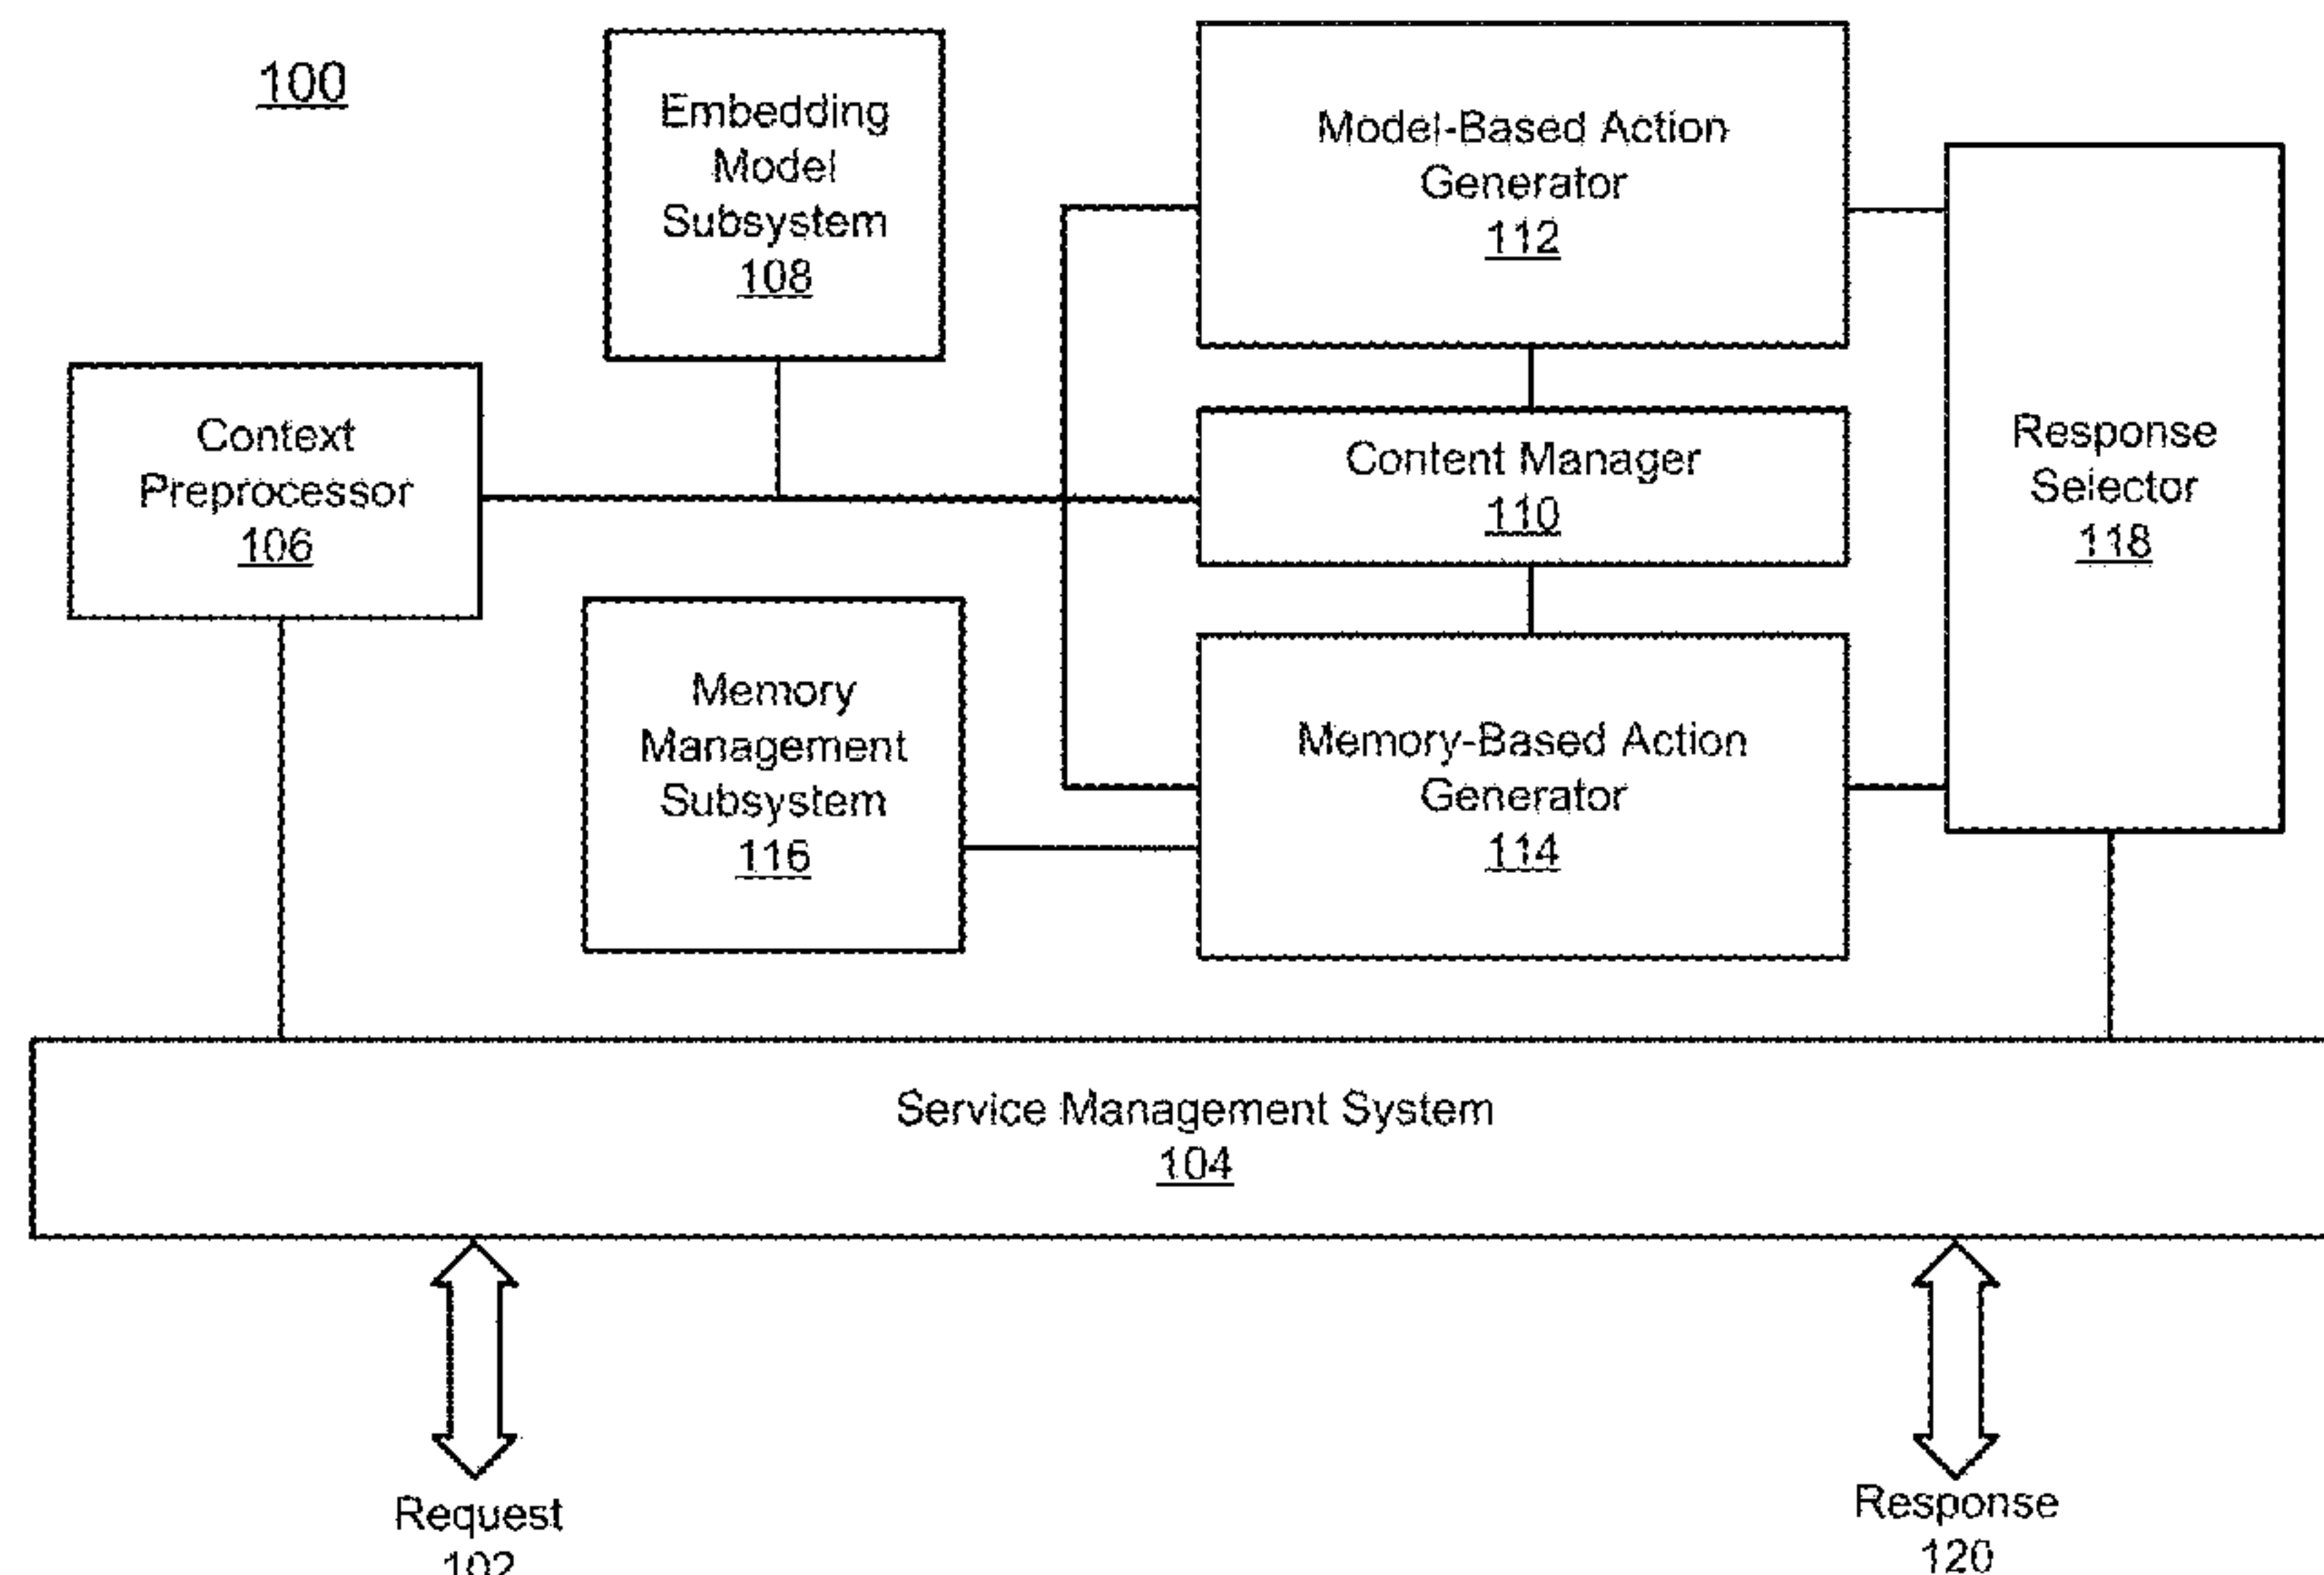 100
Embedding
Model
Subsystem
108
Model-Based Action
Generator
112
Context
Preprocessor
106
Content Manager
110
Response
Selector
118
Memory
Management
Subsystem
116
Memory-Based Action
Generator
114
Service Management System
104
Request
102
Response
120